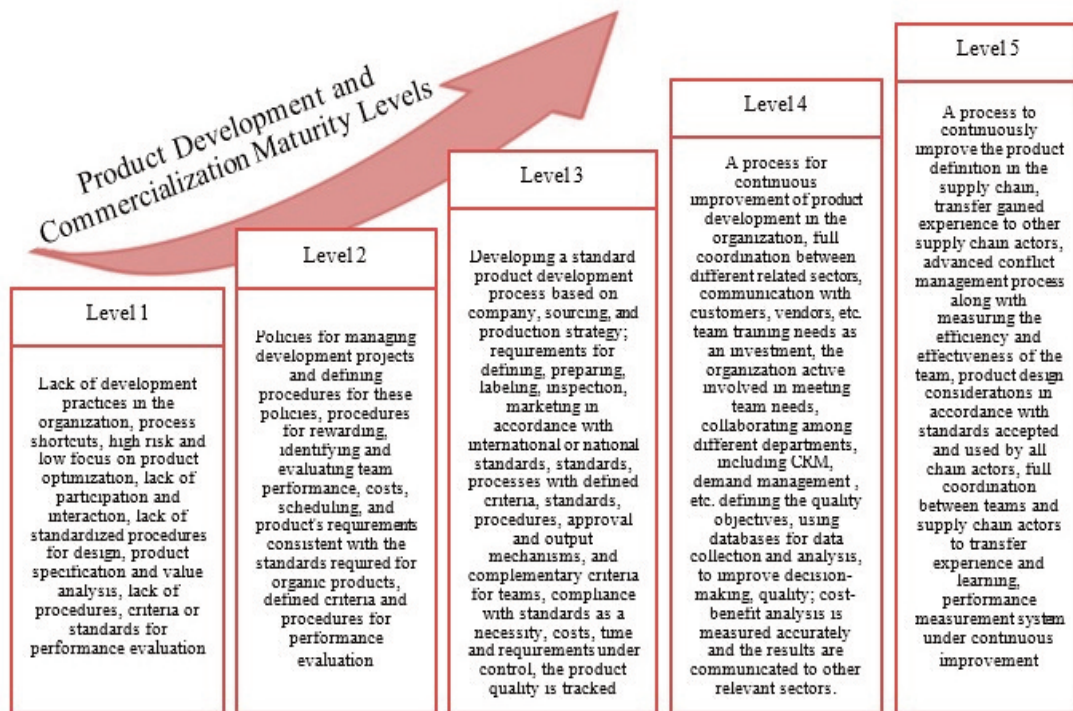 Product Development and
Commercialization Maturity Levels
Level 1
Lack of development
practices in the
organization, process
shortcuts, high risk and
low focus on product
optimization, lack of
participation and
interaction, lack of
standardized procedures
for design, product
specification and value
analysis, lack of
procedures, criteria or
standards for
performance evaluation
Level 2
Policies for managing
development projects
and defining
procedures for these
policies, procedures
for rewarding,
identifying and
evaluating team
performance, costs,
scheduling, and
product's requirements
consistent with the
standards required for
organic products,
defined criteria and
procedures for
performance
evaluation
Level 3
Developing a standard
product development
process based on
company, sourcing, and
production strategy;
requirements for
defining, preparing,
labeling, inspection,
marketing in
accordance with
international or national
standards, standards,
processes with defined
criteria, standards,
procedures, approval
and output
mechanisms, and
complementary criteria
for teams, compliance
with standards as a
necessity, costs, time
and requirements under
control, the product
quality is tracked
Level 4
A process for
continuous
improvement of product
development in the
organization, full
coordination between
different related sectors,
communication with
customers, vendors, etc.
team training needs as
an investment, the
organization active
involved in meeting
team needs,
collaborating among
different departments,
including CRM,
demand management ,
etc. defining the quality
objectives, using
databases for data
collection and analysis,
to improve decision-
making, quality; cost-
benefit analysis is
measured accurately
and the results are
communicated to other
relevant sectors.
Level 5
A process to
continuously
improve the product
definition in the
supply chain,
transfer gained
experience to other
supply chain actors,
advanced conflict
management process
along with
measuring the
efficiency and
effectiveness of the
team, product design
considerations in
accordance with
standards accepted
and used by all
chain actors, full
coordination
between teams and
supply chain actors
to transfer
experience and
learning,
performance
measurement system
under continuous
improvement